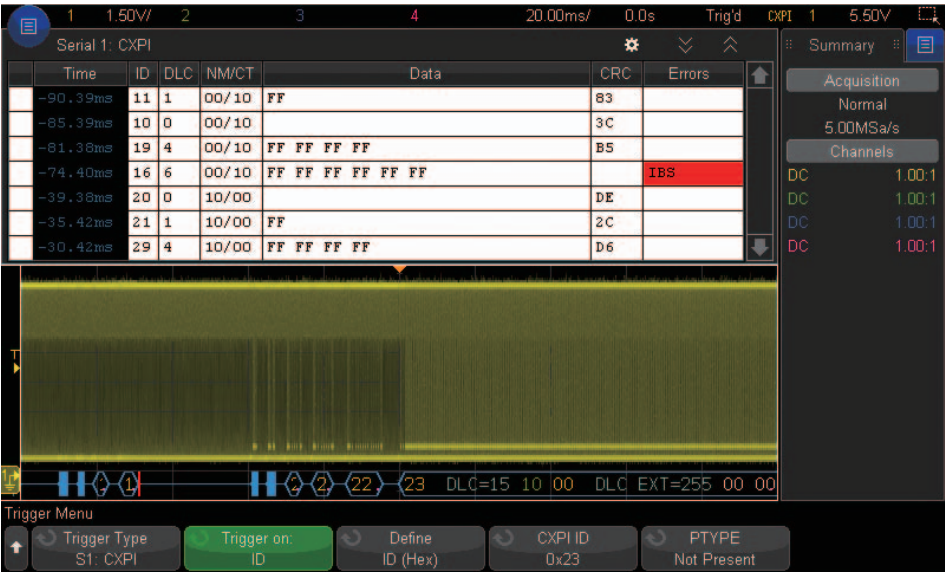 1 1.50V/ 2 3 4 20.00ms/ 0.0s Trig'd CXPI 1 5.50V
Serial 1: CXPI
Time ID DLC NM/CT Data CRC Errors
-90.39ms 11 1 00/10 FF 83
-85.39ms 10 0 00/10 3C
-81.38ms 19 4 00/10 FF FF FF FF B5
-74.40ms 16 6 00/10 FF FF FF FF FF FF IBS
-39.38ms 20 0 10/00 DE
-35.42ms 21 1 10/00 FF 2C
-30.42ms 29 4 10/00 FF FF FF FF D6
Summary
Acquisition
Normal
5.00MSa/s
Channels
DC 1.00:1
DC 1.00:1
DC 1.00:1
DC 1.00:1
T
1 2 2 22 23 DLC=15 10 00 DLC EXT=255 00 00
Trigger Menu
Trigger Type
S1: CXPI
Trigger on:
ID
Define
ID (Hex)
CXPI ID
0x23
PTYPE
Not Present